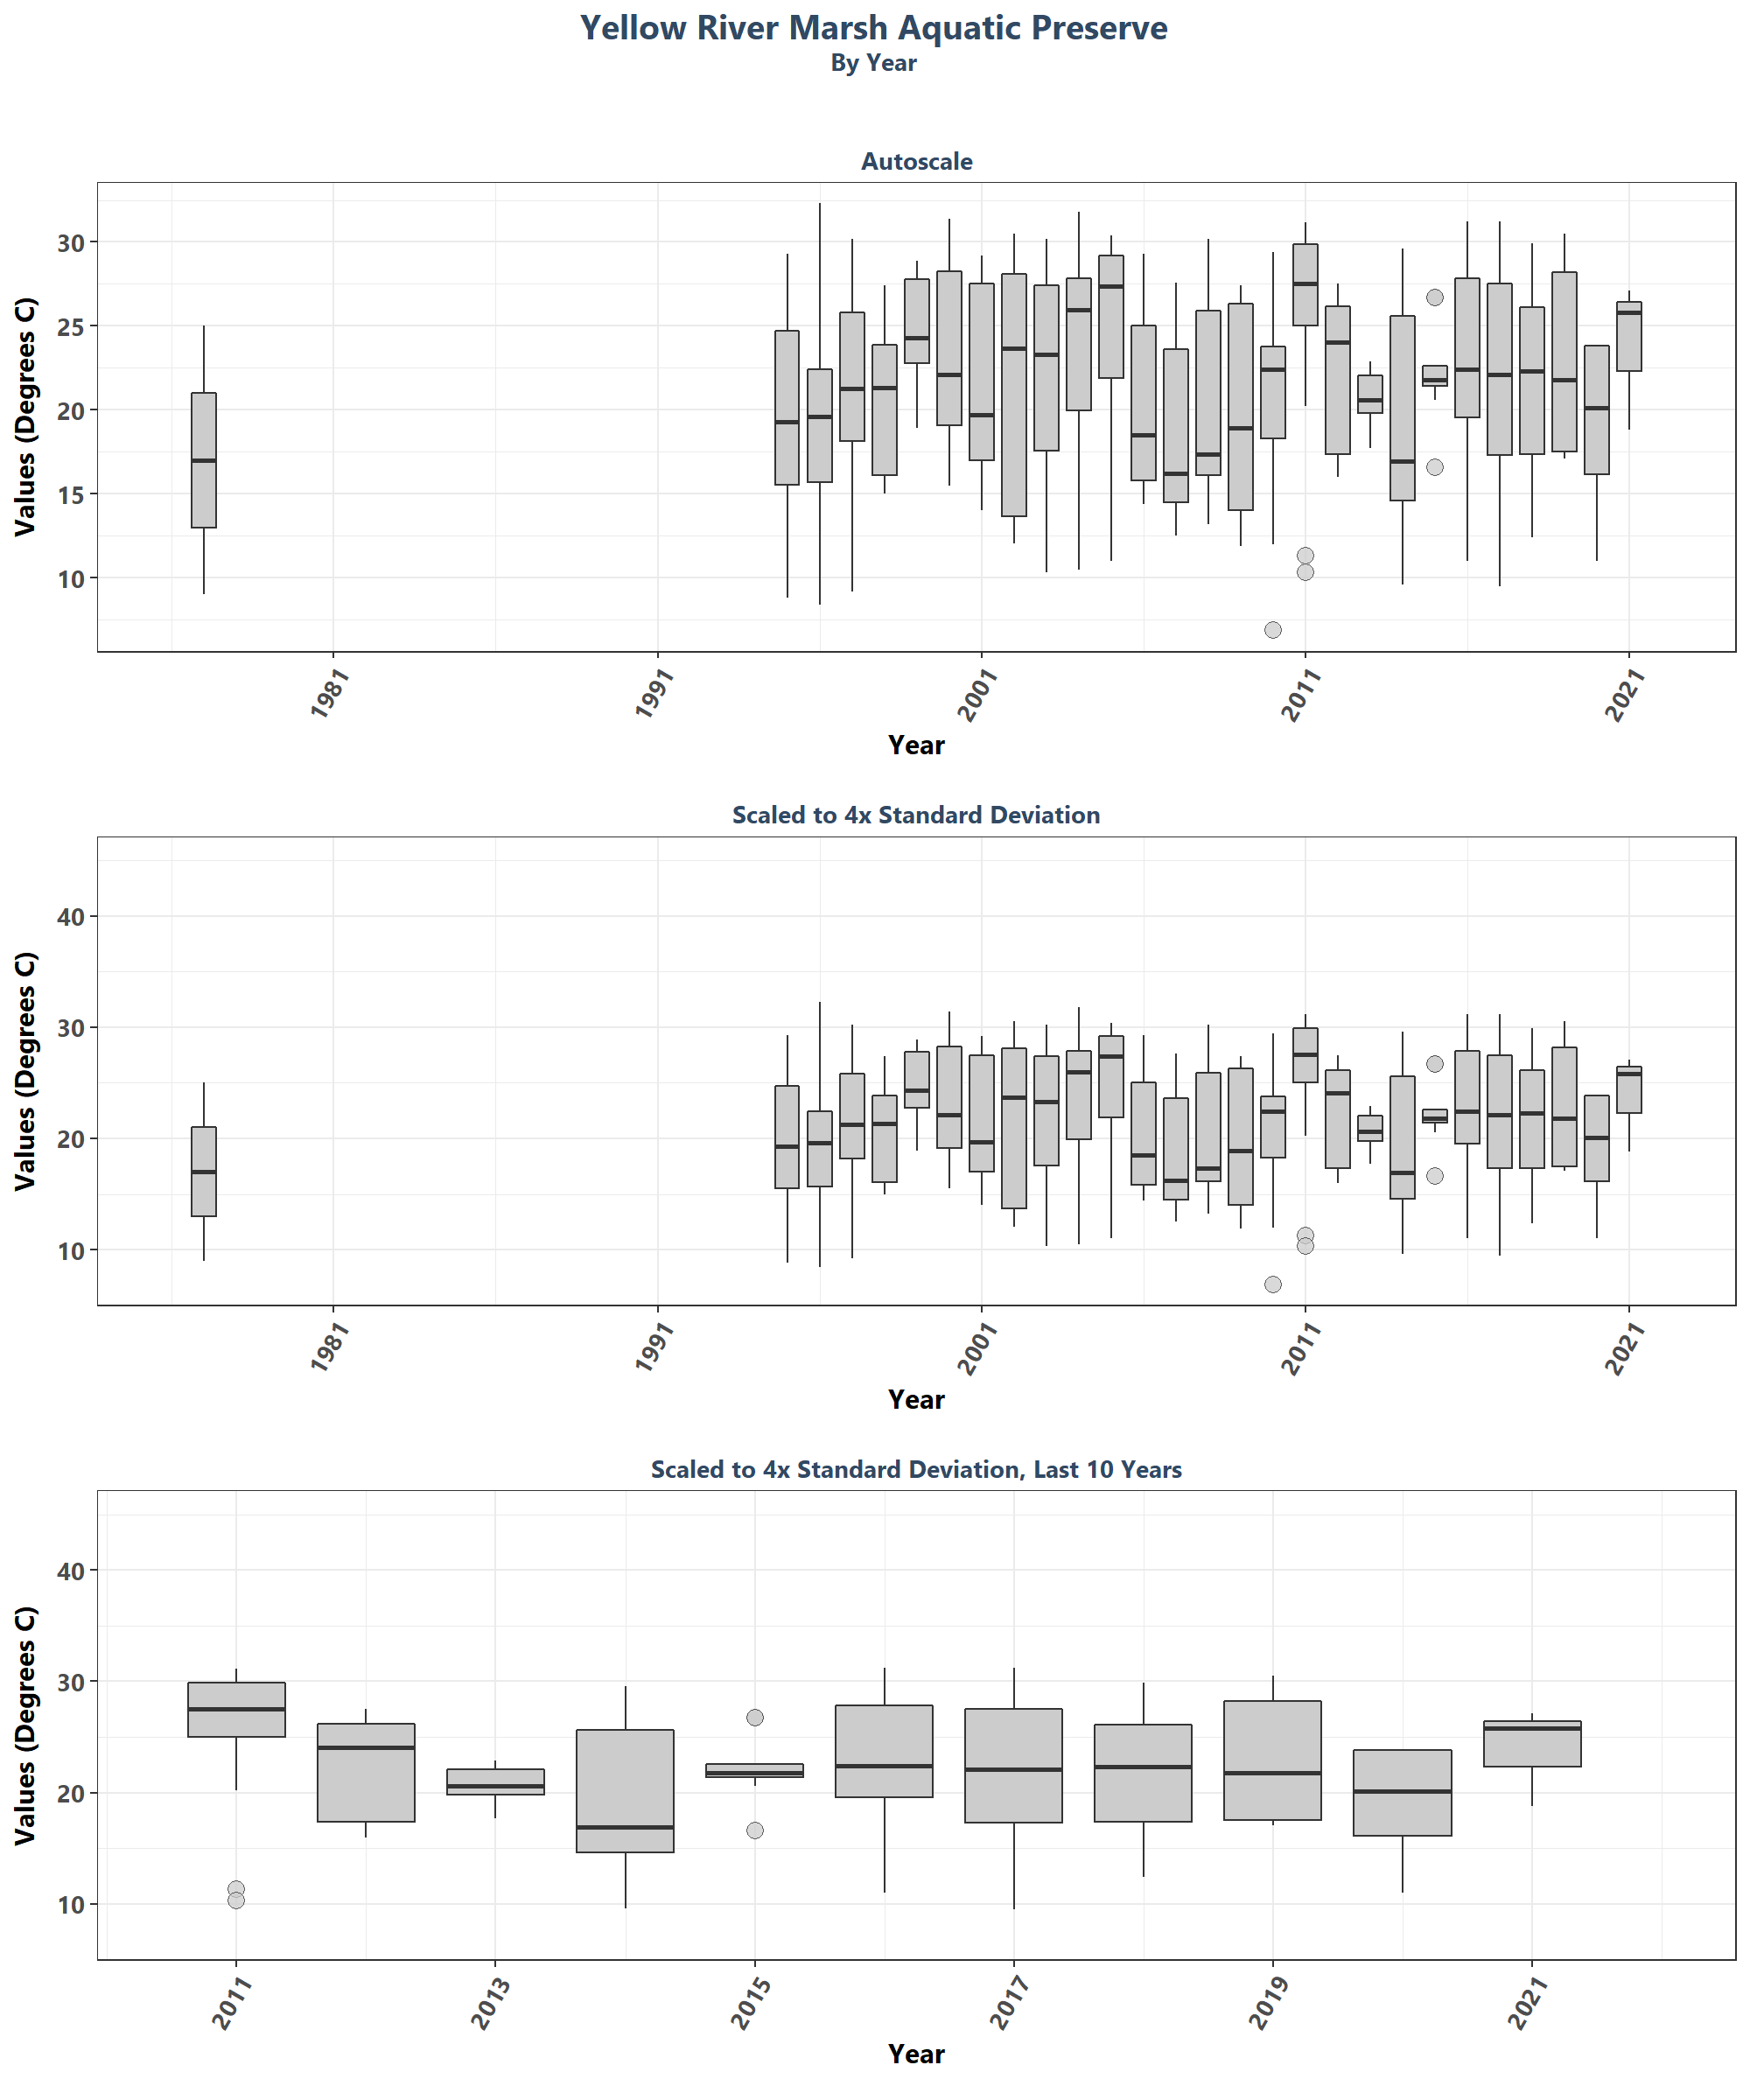 Yellow River Marsh Aquatic Preserve
By Year
Autoscale
Values (Degrees C)
30
25
20
15
10
1981
1991
2001
2011
2021
Year
Scaled to 4x Standard Deviation
Values (Degrees C)
40
30
20
10
1981
1991
2001
2011
2021
Year
Scaled to 4x Standard Deviation, Last 10 Years
Values (Degrees C)
40
30
20
10
2011
2013
2015
2017
2019
2021
Year